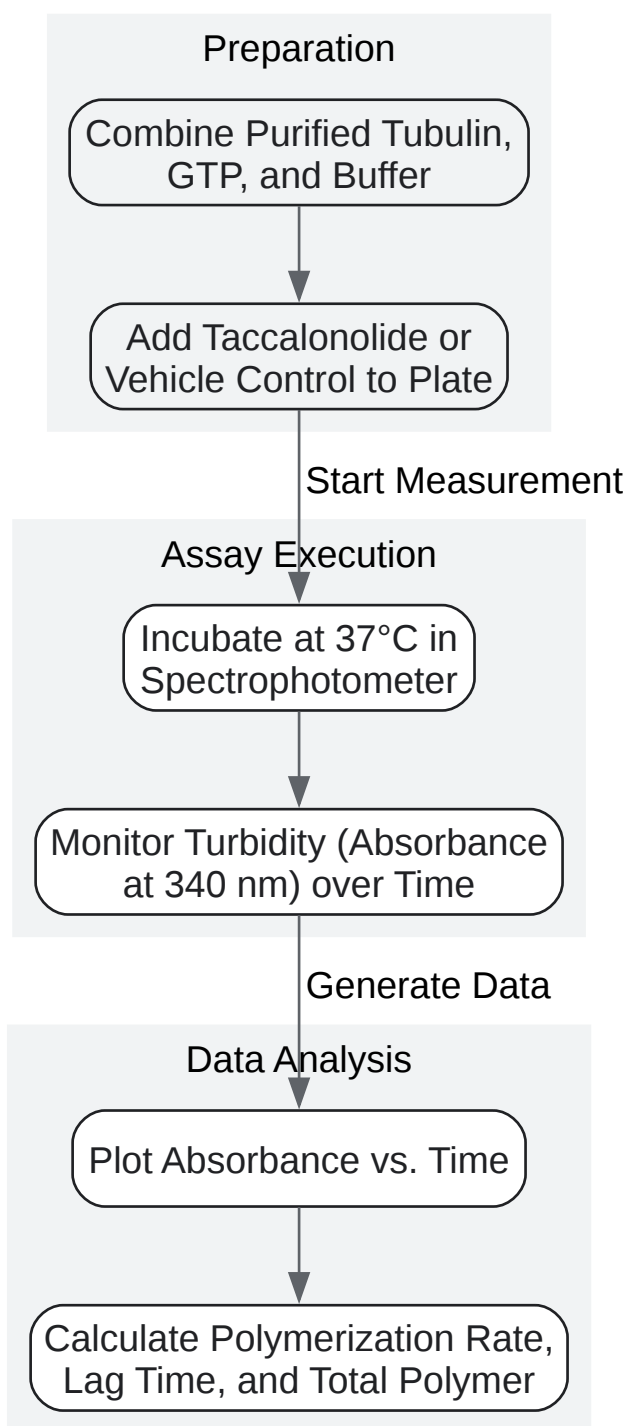 Preparation
Combine Purified Tubulin,
GTP, and Buffer
Add Taccalonolide or
Vehicle Control to Plate
Start Measurement
Assay Execution
Incubate at 37°C in
Spectrophotometer
Monitor Turbidity (Absorbance
at 340 nm) over Time
Generate Data
Data Analysis
Plot Absorbance vs. Time
Calculate Polymerization Rate,
Lag Time, and Total Polymer